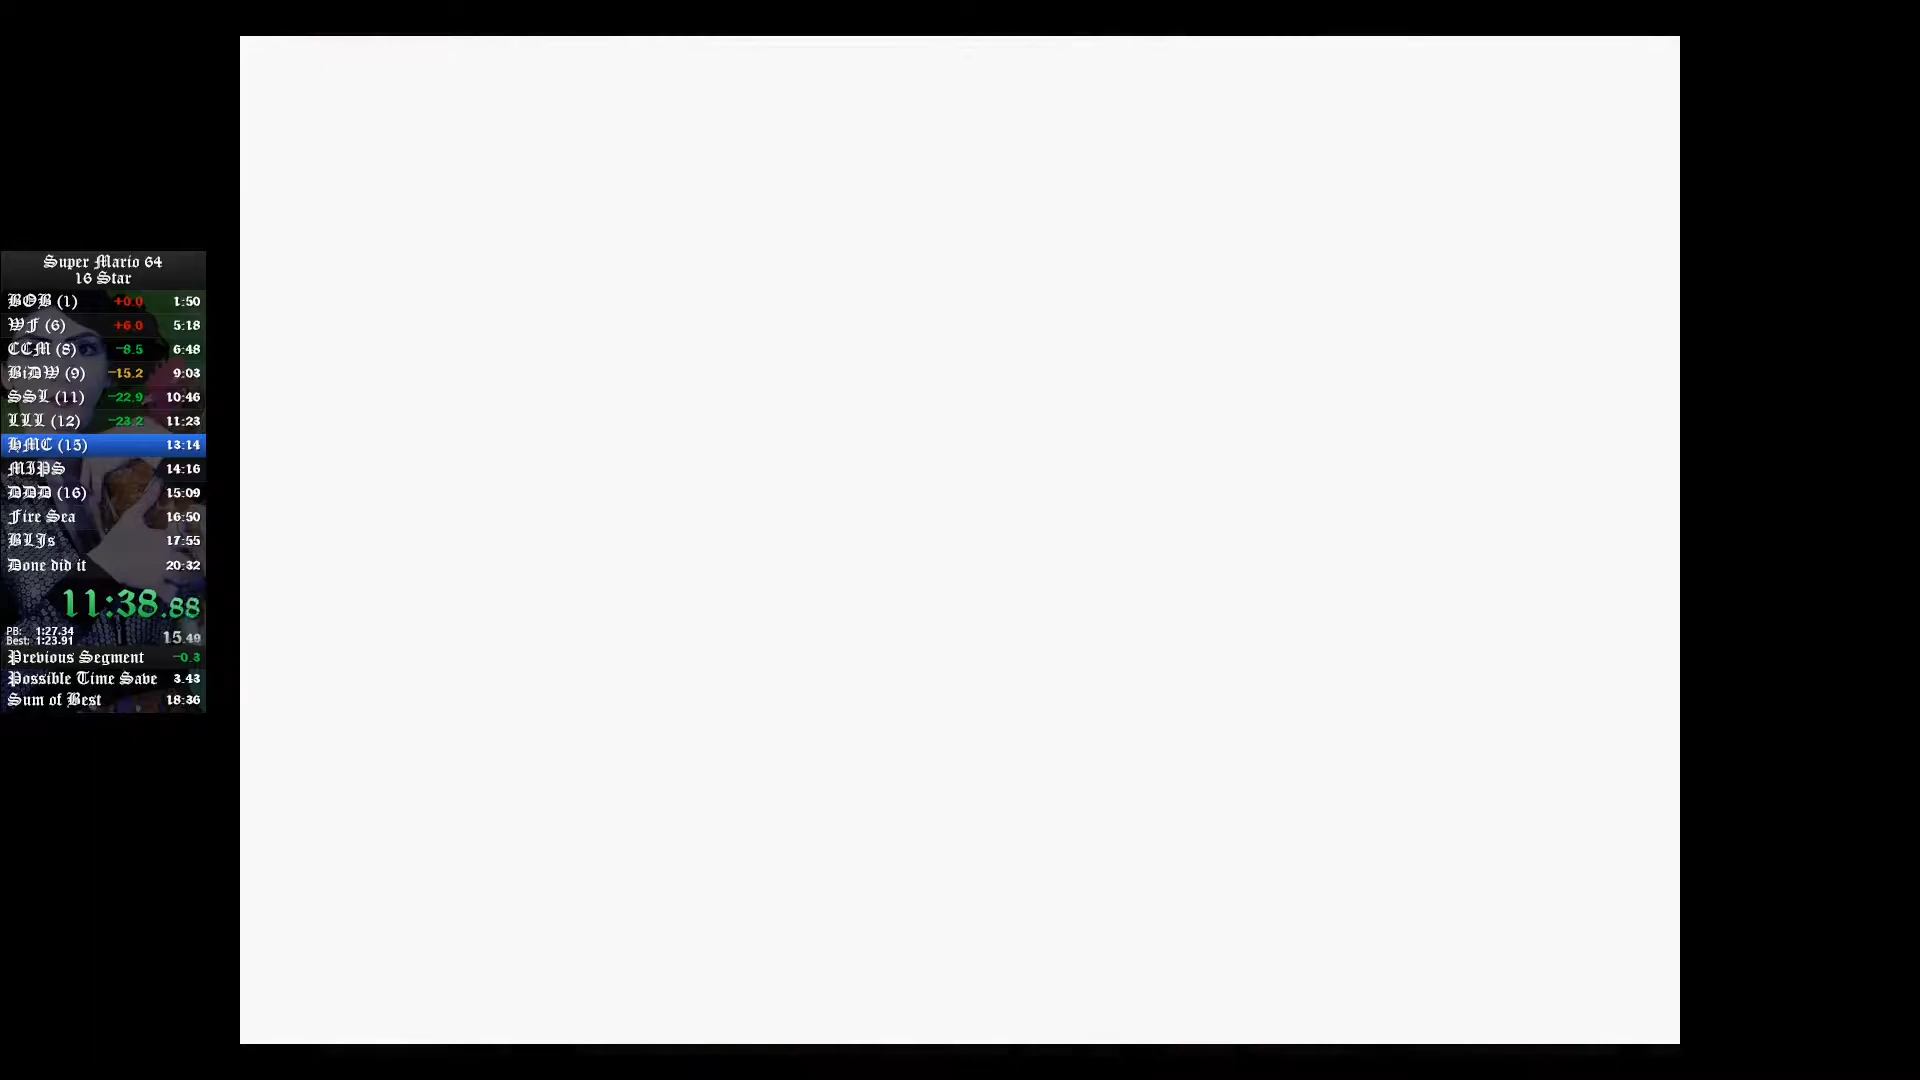 Super Mario 64
16 Star
BOB (1) +0.0 1:50
WF (6) +6.0 5:18
CCM (8) -8.5 6:48
BiDW (9) -15.2 9:03
SSL (11) -22.9 10:46
LLL (12) -23.2 11:23
HMC (15) 13:14
MIPS 14:16
DDD (16) 15:09
Fire Sea 16:50
BLJs 17:55
Done did it 20:32
11:38.88
PB: 1:27.34
Best: 1:23.91
15.49
Previous Segment -0.3
Possible Time Save 3.43
Sum of Best 18:36